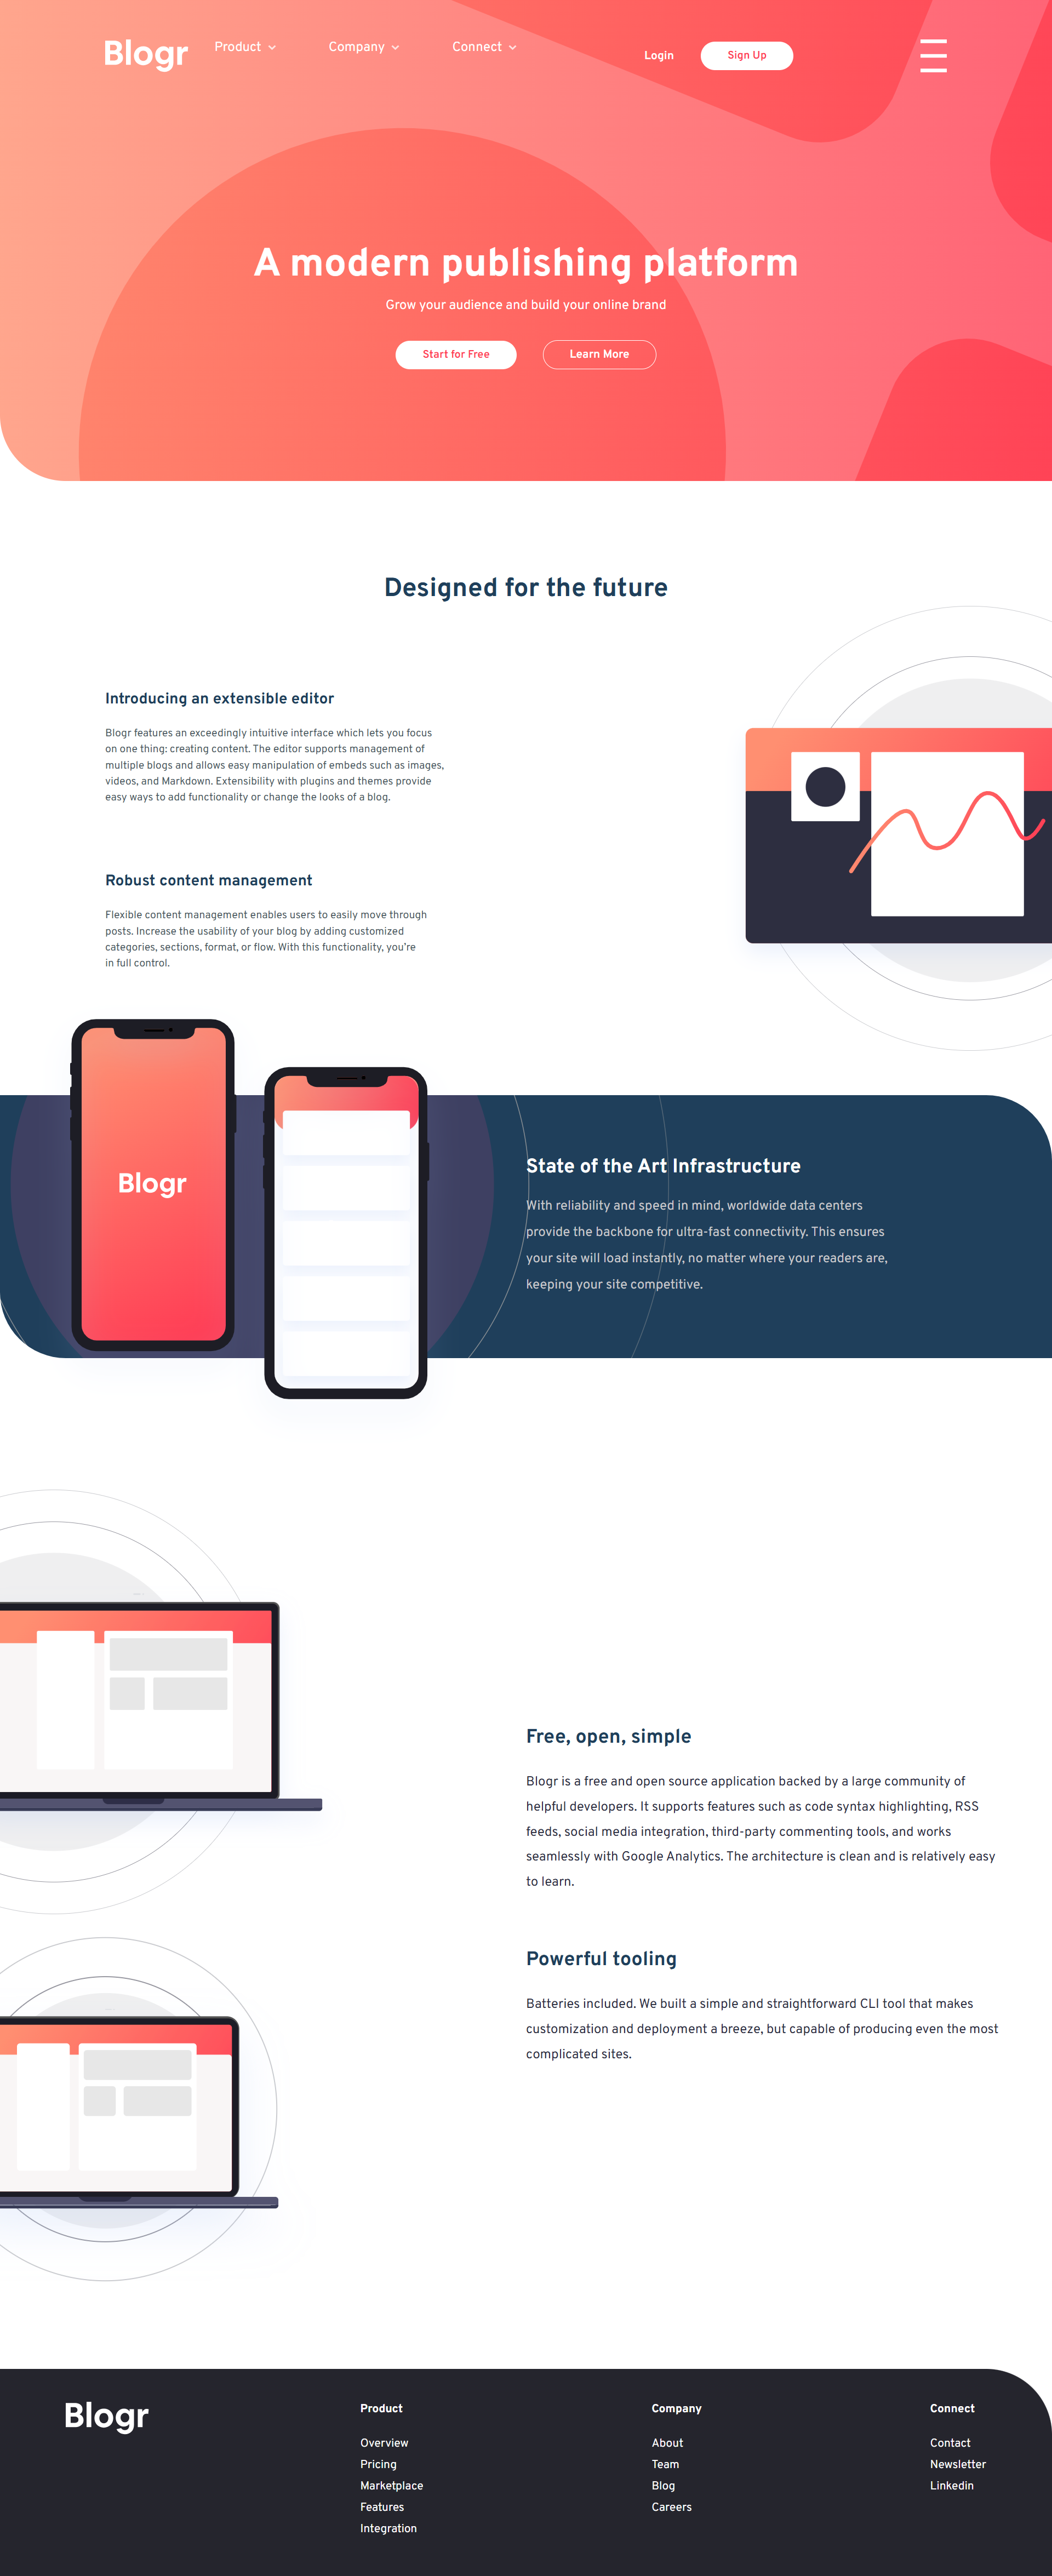 Blogr
Product
Company
Connect
Login
Sign Up
A modern publishing platform
Grow your audience and build your online brand
Start for Free
Learn More
Designed for the future
Introducing an extensible editor
Blogr features an exceedingly intuitive interface which lets you focus
on one thing: creating content. The editor supports management of
multiple blogs and allows easy manipulation of embeds such as images,
videos, and Markdown. Extensibility with plugins and themes provide
easy ways to add functionality or change the looks of a blog.
Robust content management
Flexible content management enables users to easily move through
posts. Increase the usability of your blog by adding customized
categories, sections, format, or flow. With this functionality, you're
in full control.
Blogr
State of the Art Infrastructure
With reliability and speed in mind, worldwide data centers
provide the backbone for ultra-fast connectivity. This ensures
your site will load instantly, no matter where your readers are,
keeping your site competitive.
Free, open, simple
Blogr is a free and open source application backed by a large community of
helpful developers. It supports features such as code syntax highlighting, RSS
feeds, social media integration, third-party commenting tools, and works
seamlessly with Google Analytics. The architecture is clean and is relatively easy
to learn.
Powerful tooling
Batteries included. We built a simple and straightforward CLI tool that makes
customization and deployment a breeze, but capable of producing even the most
complicated sites.
Blogr
Product
Overview
Pricing
Marketplace
Features
Integration
Company
About
Team
Blog
Careers
Connect
Contact
Newsletter
Linkedin